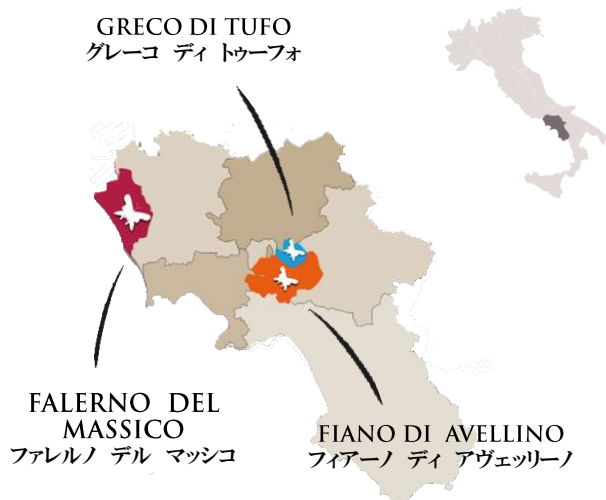 GRECO DI TUFO
グレーコ ディ トゥーフォ
FALERNO DEL
MASSICO
ファレルノ デル マッシコ
FIANO DI AVELLINO
フィアーノ ディ アヴェッリーノ